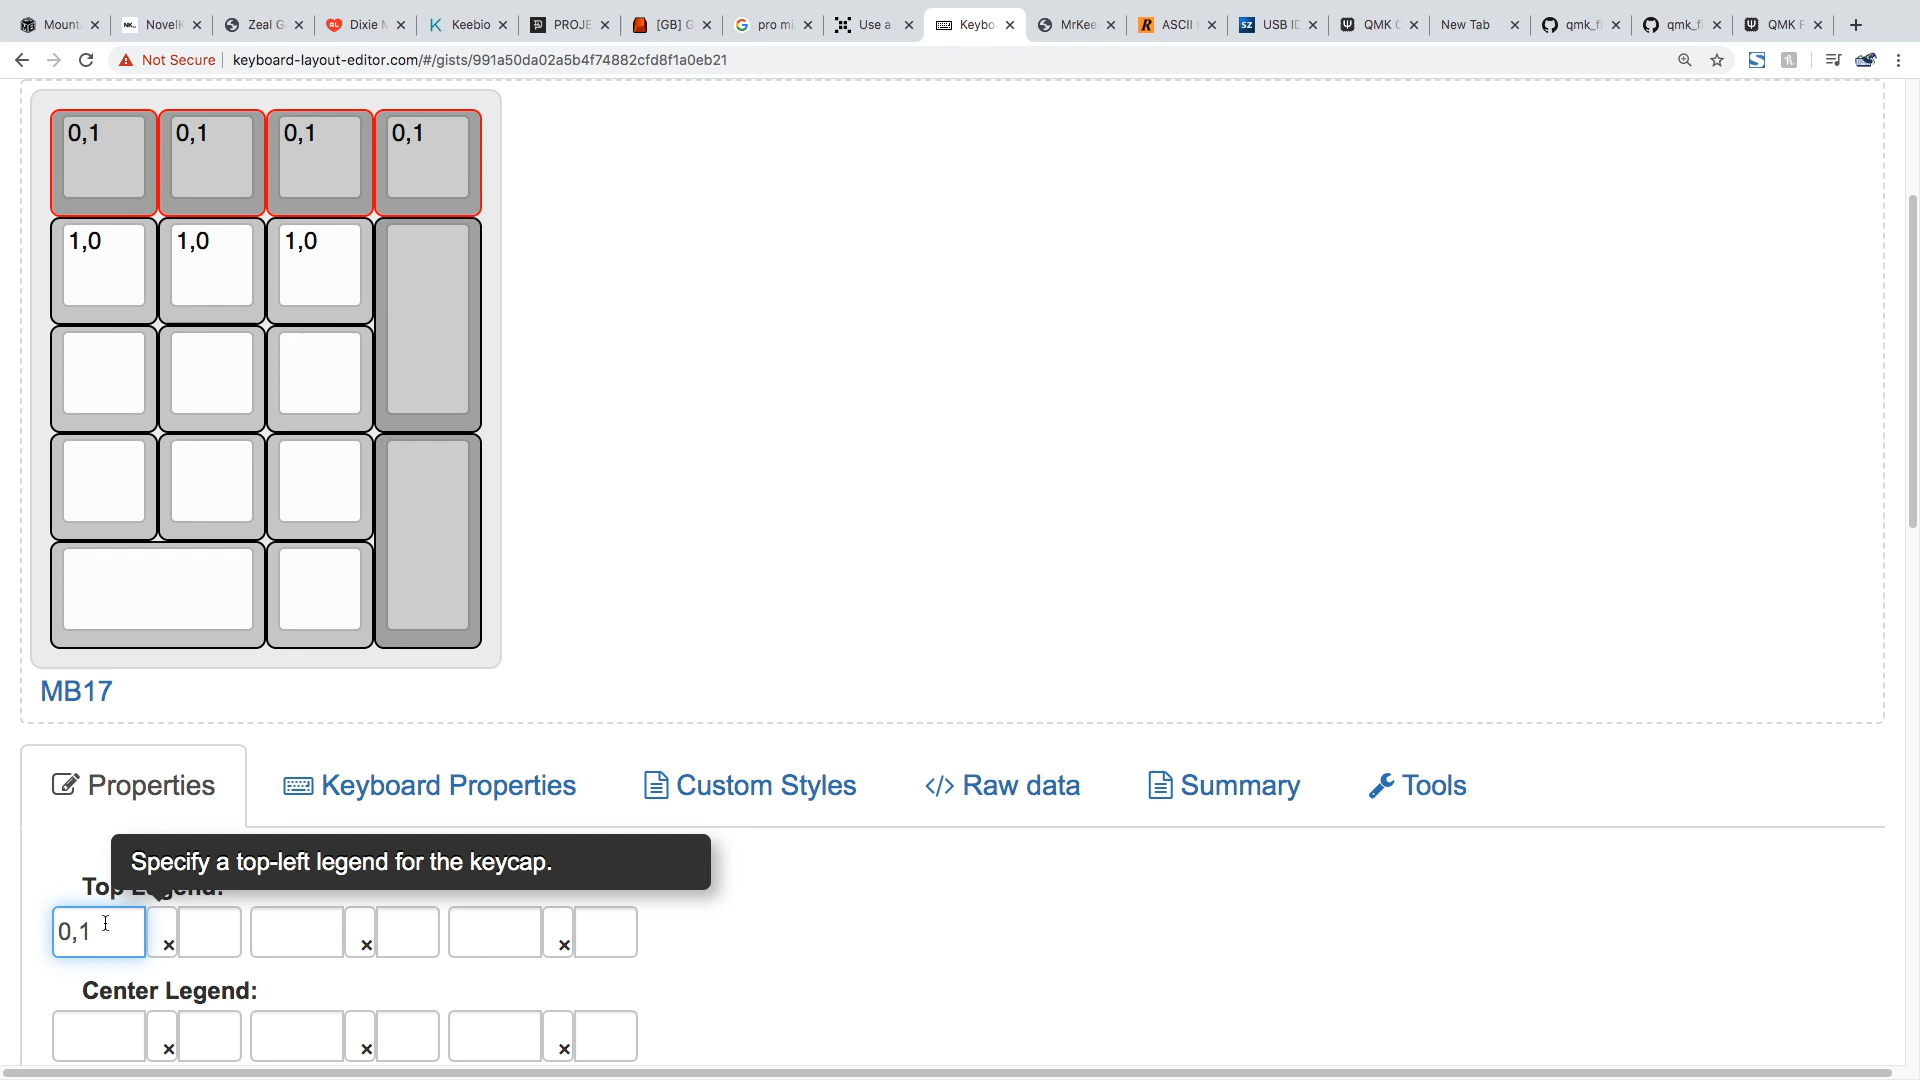 Mount
NovelK
Zeal G
Dixie M
Keebio
PROJE
[GB] G
pro mi
Use a
Keybo
MrKee
ASCII
USB ID
QMK C
New Tab
qmk_fi
qmk_fi
QMK F
Not Secure
keyboard-layout-editor.com/#/gists/991a50da02a5b4f74882cfd8f1a0eb21
0,1 0,1 0,1 0,1
1,0 1,0 1,0
MB17
Properties
Keyboard Properties
Custom Styles
</> Raw data
Summary
Tools
Specify a top-left legend for the keycap.
Top Legend:
0,1
Center Legend: